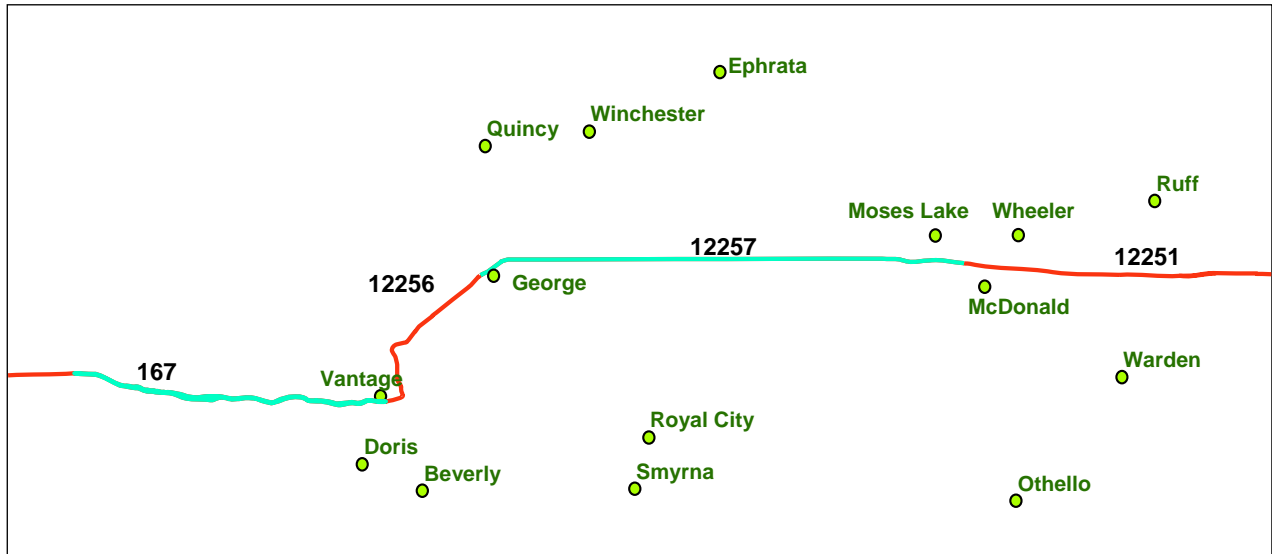 Ephrata
Winchester
Quincy
Ruff
Moses Lake
Wheeler
12257
12251
George
12256
McDonald
167
Vantage
Warden
Royal City
Doris
Beverly
Smyrna
Othello